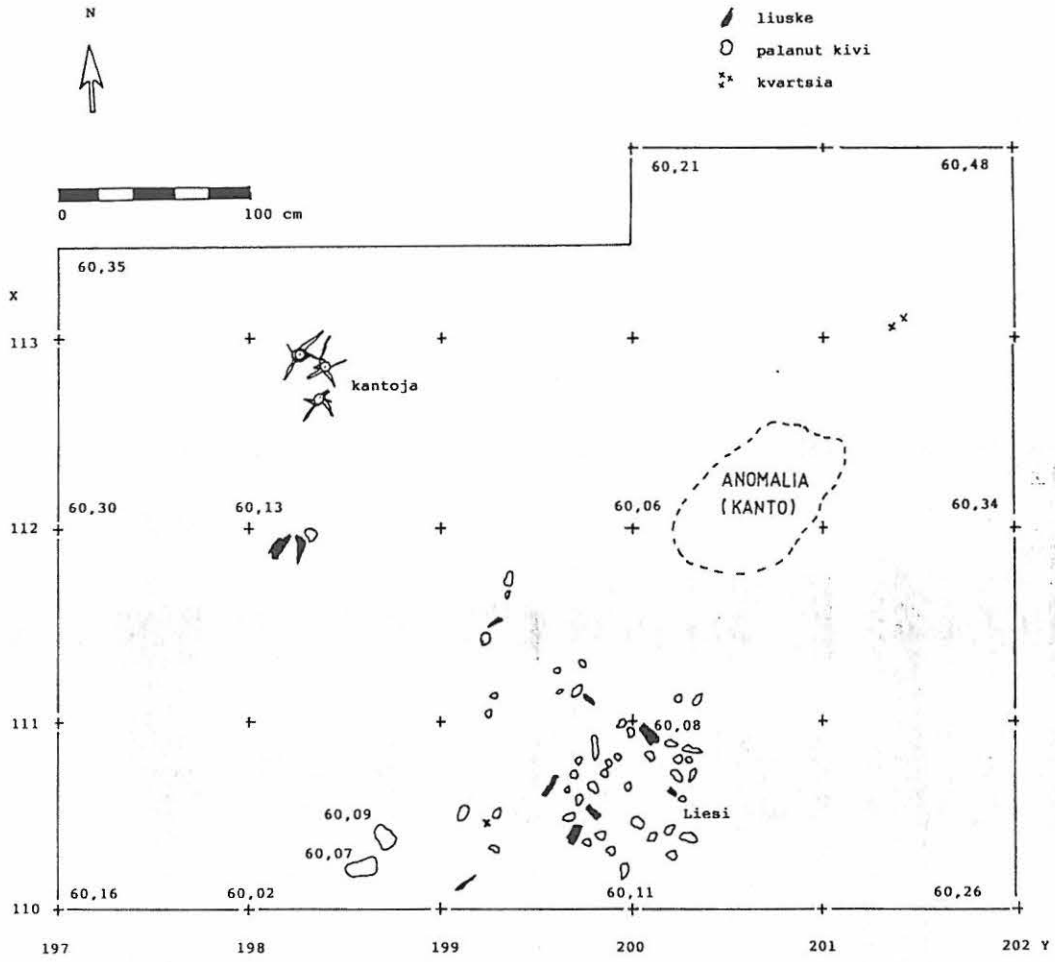 N
liuske
palanut kivi
kvartsia
0 100 cm
60,21 60,48
60,35
X
113
kantoja
ANOMALIA
(KANTO)
60,30 60,13 60,06 60,34
112
111
60,08
Liesi
60,09
60,07
60,16 60,02 60,11 60,26
110
197 198 199 200 201 202 Y